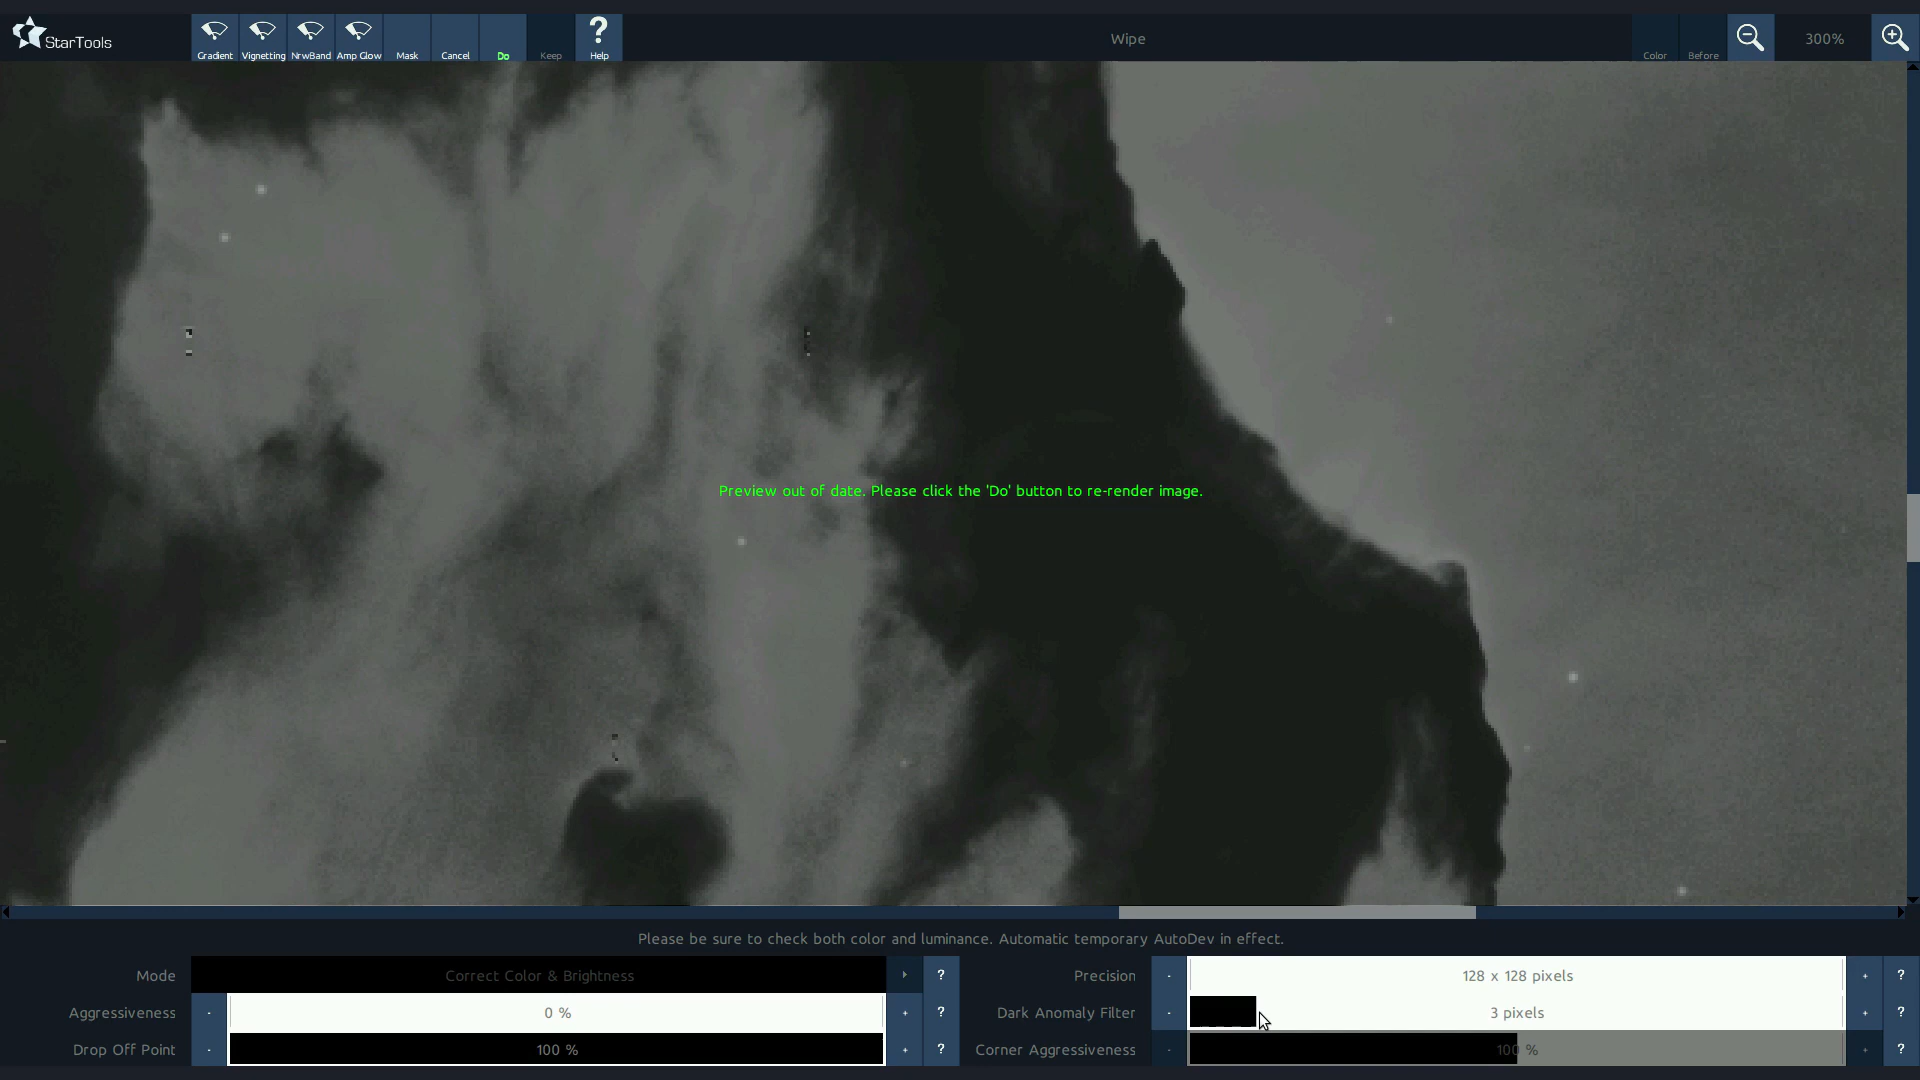 StarTools
Gradient Vignetting NrwBand Amp Glow Mask Cancel Do Keep ? Help
Wipe
Color Before 300%
Preview out of date. Please click the 'Do' button to re-render image.
Please be sure to check both color and luminance. Automatic temporary AutoDev in effect.
Mode Correct Color & Brightness ? Precision - 128 x 128 pixels + ?
Aggressiveness - 0 % + ? Dark Anomaly Filter - 3 pixels + ?
Drop Off Point - 100 % + ? Corner Aggressiveness - 100 % + ?